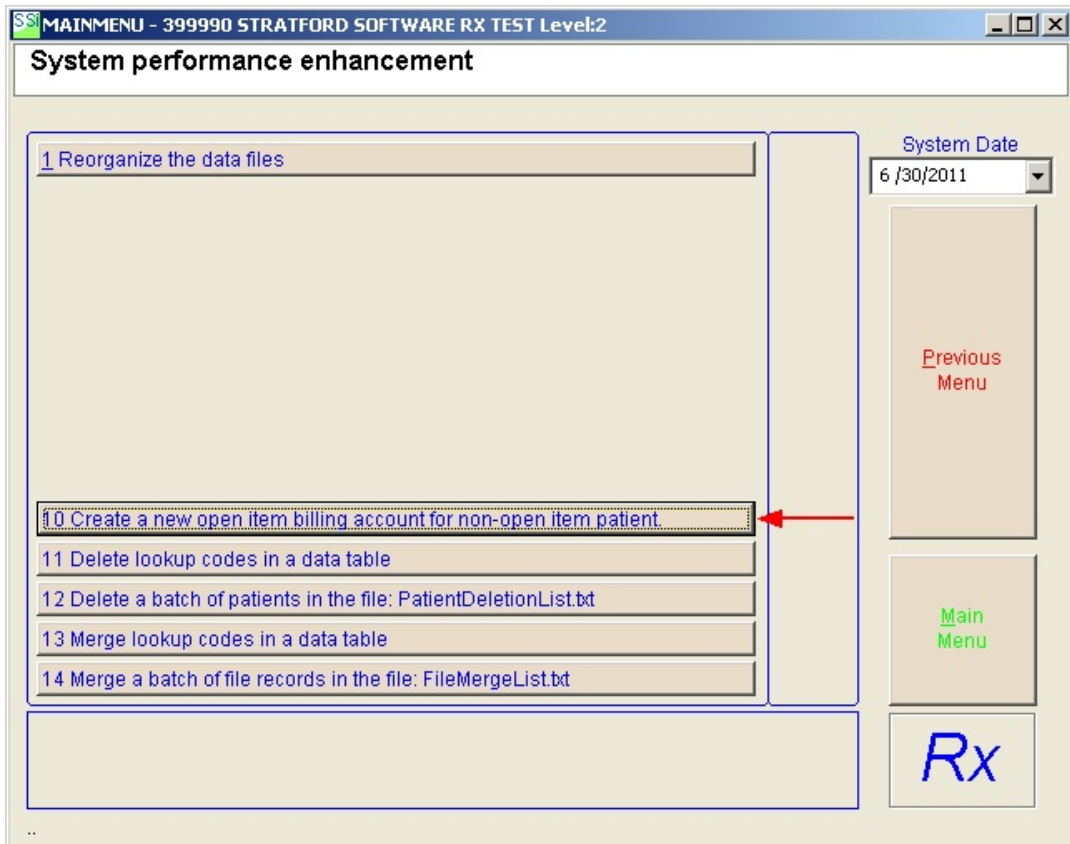 SSI MAINMENU - 399990 STRATFORD SOFTWARE RX TEST Level:2
System performance enhancement
1 Reorganize the data files
System Date
6 /30/2011
Previous
Menu
10 Create a new open item billing account for non-open item patient.
11 Delete lookup codes in a data table
12 Delete a batch of patients in the file: PatientDeletionList.txt
13 Merge lookup codes in a data table
14 Merge a batch of file records in the file: FileMergeList.txt
Main
Menu
Rx
..